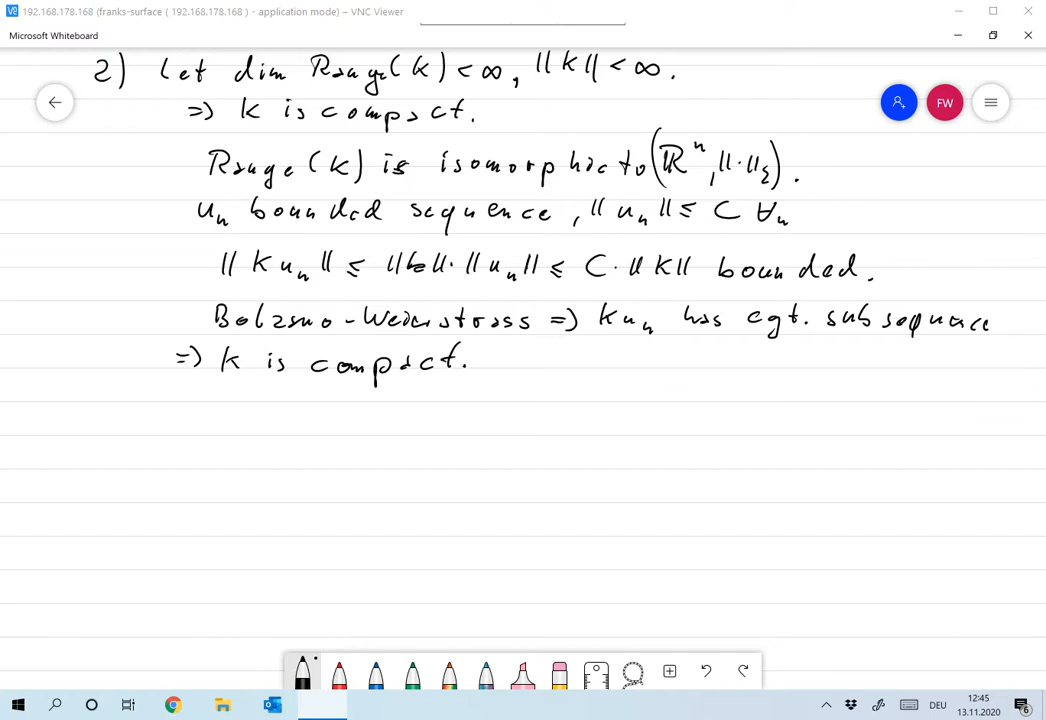 192.168.178.168 (franks-surface ( 192.168.178.168 ) - application mode) – VNC Viewer
Microsoft Whiteboard
FW
2) Let dim Range(K) < ∞, ||K|| < ∞.
=> K is compact.
Range(K) is isomorphic to (ℝⁿ, ||·||₂).
uₙ bounded sequence, ||uₙ|| ≤ C ∀n
||Kuₙ|| ≤ ||K||·||uₙ|| ≤ C·||K|| bounded.
Bolzano-Weierstrass => Kuₙ has cgt. subsequence
=> K is compact.
DEU
12:45
13.11.2020
6